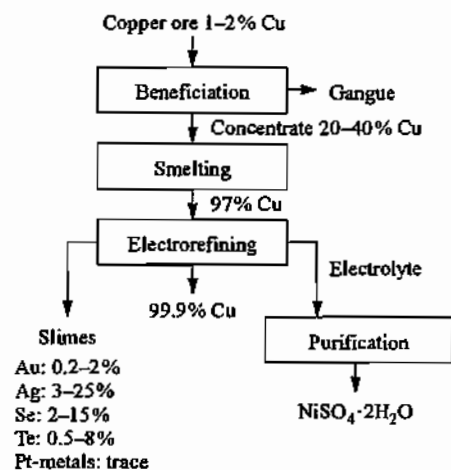 Copper ore 1–2% Cu
Beneficiation
Gangue
Concentrate 20–40% Cu
Smelting
97% Cu
Electrorefining
Electrolyte
99.9% Cu
Slimes
Au: 0.2–2%
Ag: 3–25%
Se: 2–15%
Te: 0.5–8%
Pt-metals: trace
Purification
NiSO₄·2H₂O